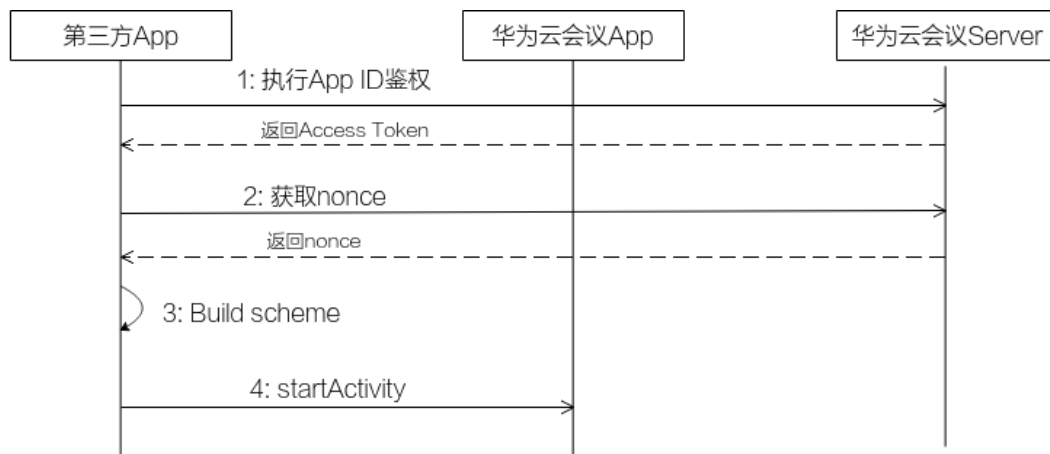 第三方App
华为云会议App
华为云会议Server
1: 执行App ID鉴权
返回Access Token
2: 获取nonce
返回nonce
3: Build scheme
4: startActivity